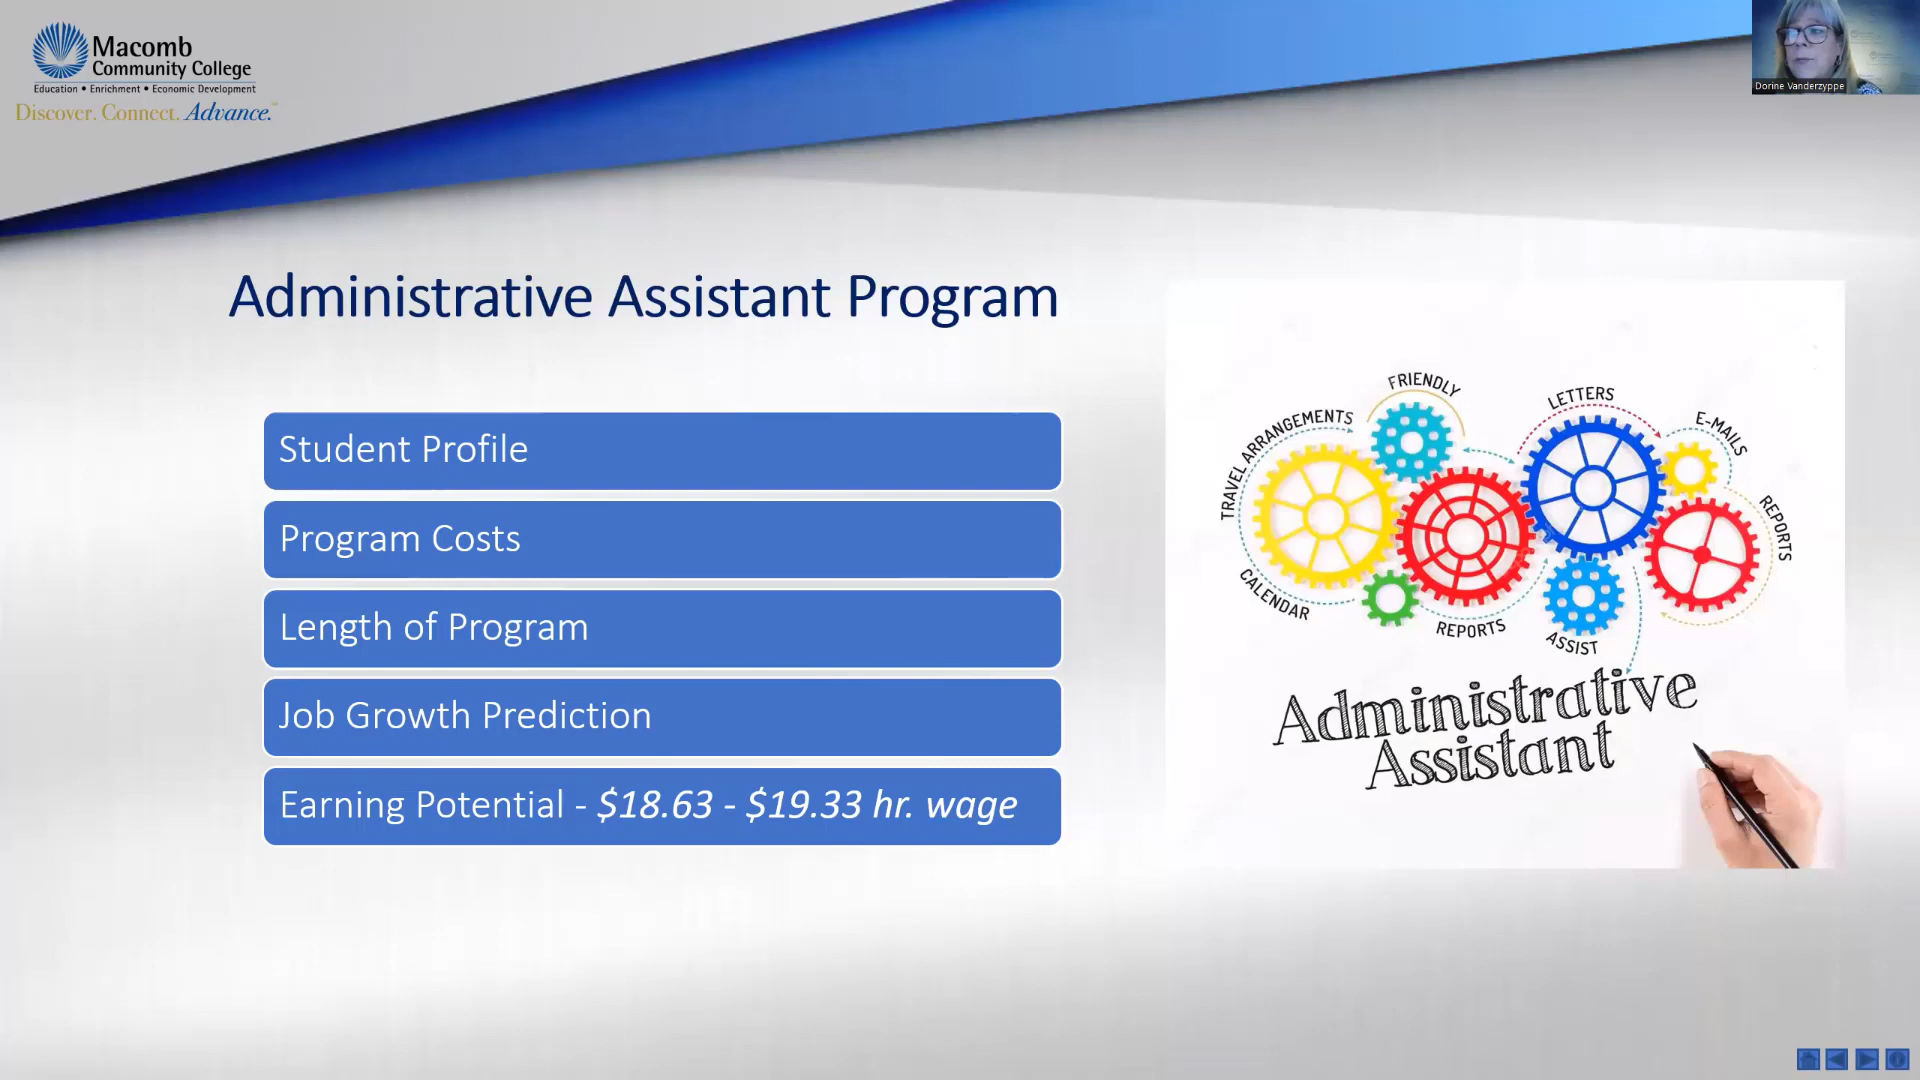 Macomb
Community College
Education • Enrichment • Economic Development
Discover. Connect. Advance.™
Dorine Vanderzyppe
Administrative Assistant Program
Student Profile
Program Costs
Length of Program
Job Growth Prediction
Earning Potential - $18.63 - $19.33 hr. wage
FRIENDLY
LETTERS
E-MAILS
TRAVEL ARRANGEMENTS
REPORTS
CALENDAR
REPORTS
ASSIST
Administrative
Assistant